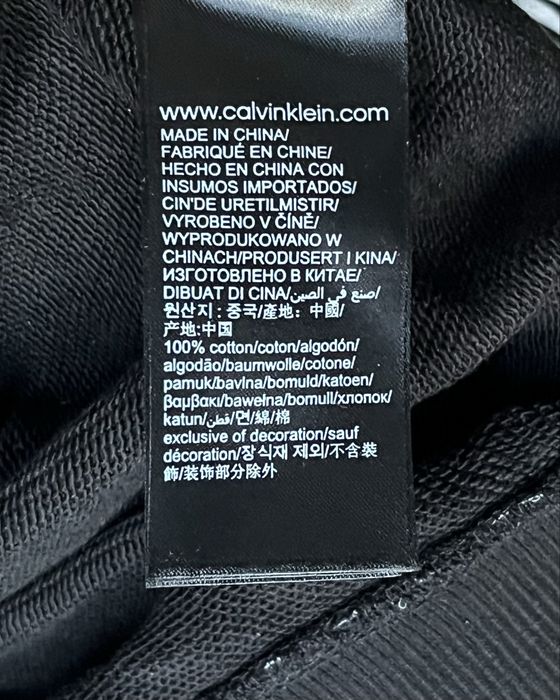 www.calvinklein.com
MADE IN CHINA/
FABRIQUÉ EN CHINE/
HECHO EN CHINA CON
INSUMOS IMPORTADOS/
CIN'DE URETILMISTIR/
VYROBENO V ČÍNĚ/
WYPRODUKOWANO W
CHINACH/PRODUSERT I KINA/
ИЗГОТОВЛЕНО В КИТАЕ/
DIBUAT DI CINA/صنع في الصين/
원산지 : 중국/產地：中國/
产地:中国
100% cotton/coton/algodón/
algodão/baumwolle/cotone/
pamuk/bavlna/bomuld/katoen/
βαμβακι/bawełna/bomull/хлопок/
katun/قطن/면/綿/棉
exclusive of decoration/sauf
décoration/장식재 제외/不含裝
飾/装饰部分除外